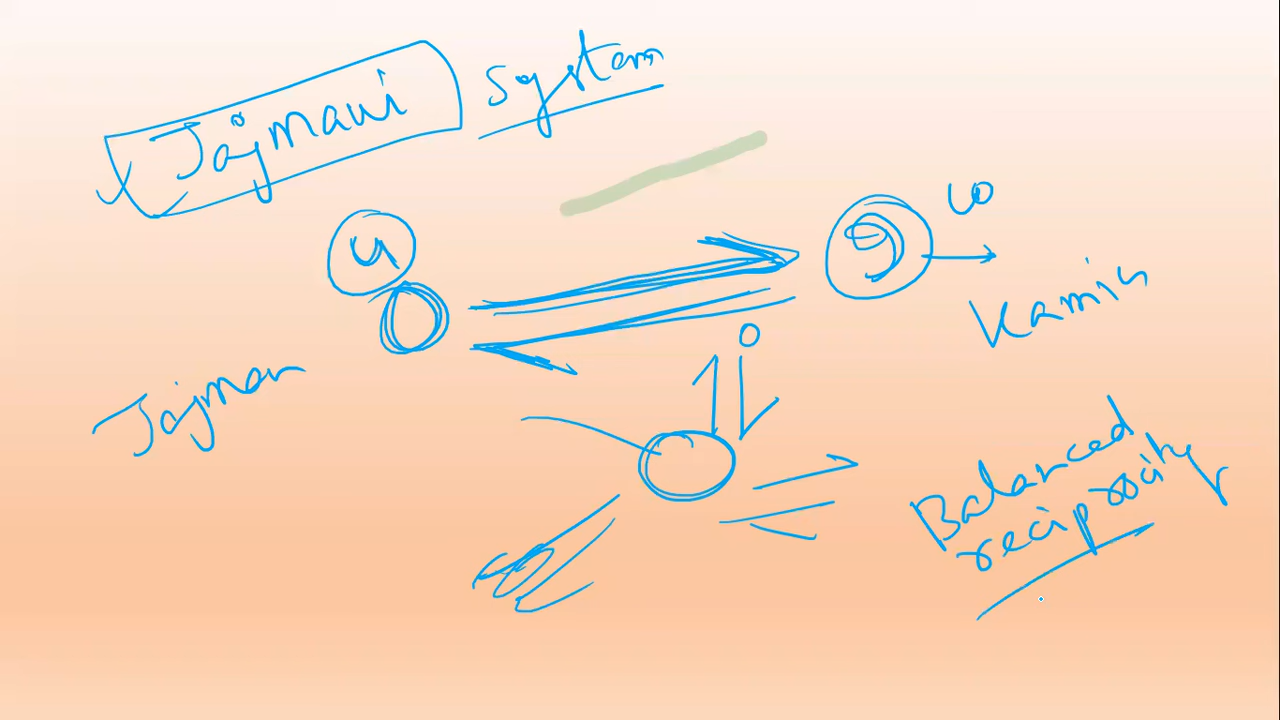 Jajmani system
Jajman
Kamin
Balanced
reciprocity